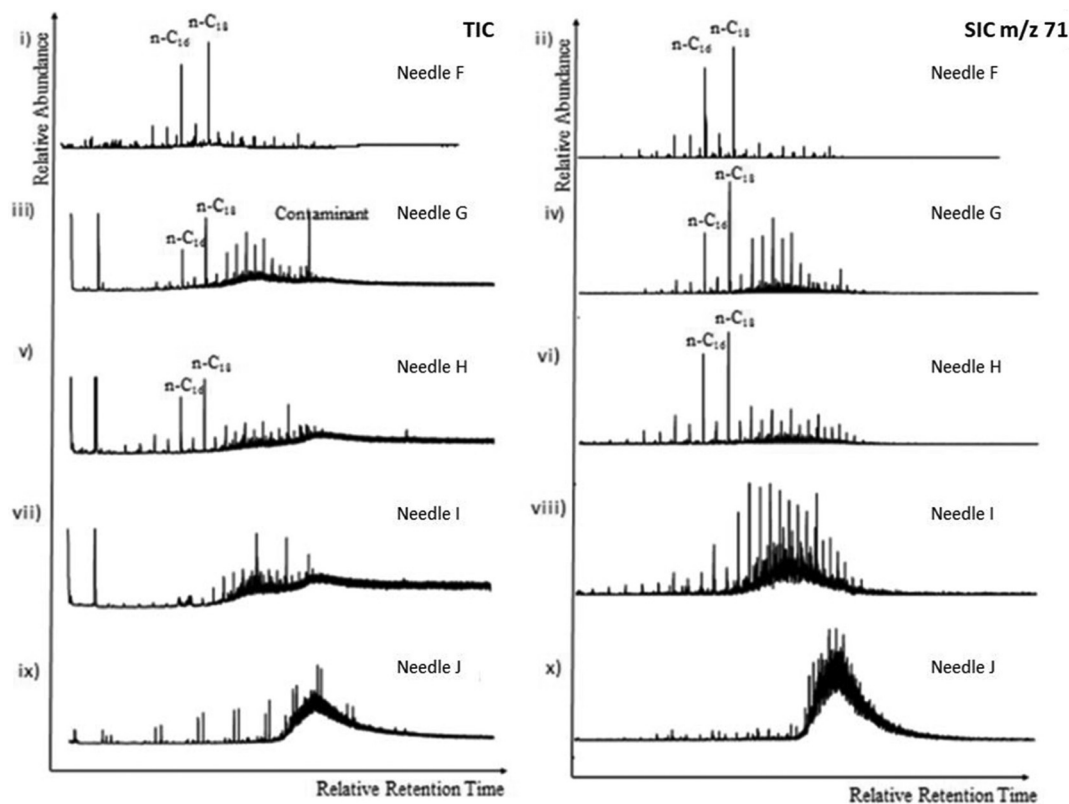 TIC
i)
n-C16
n-C18
Needle F
Relative Abundance
iii)
n-C16
n-C18
Contaminant
Needle G
v)
n-C16
n-C18
Needle H
vii)
Needle I
ix)
Needle J
Relative Retention Time
SIC m/z 71
ii)
n-C16
n-C18
Needle F
Relative Abundance
iv)
n-C16
n-C18
Needle G
vi)
n-C16
n-C18
Needle H
viii)
Needle I
x)
Needle J
Relative Retention Time